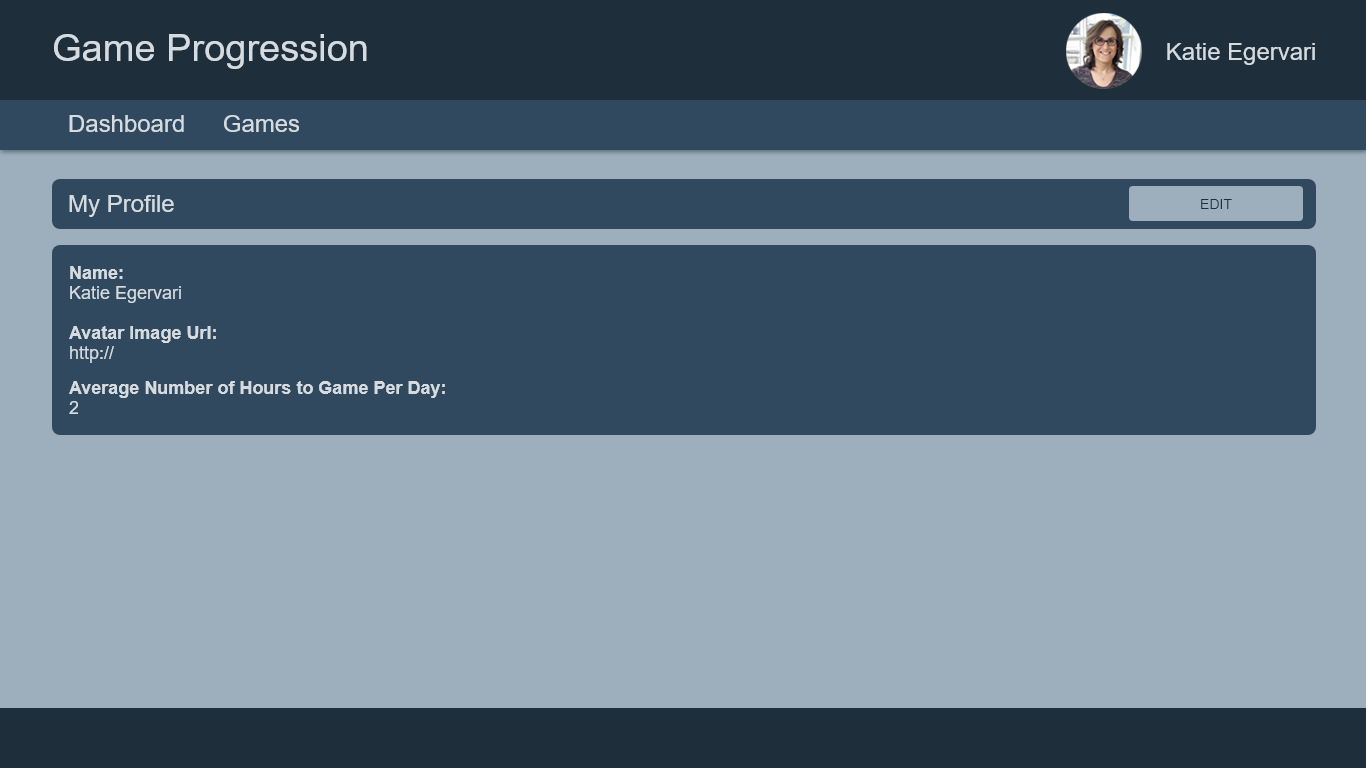 Game Progression
Katie Egervari
Dashboard Games
My Profile
EDIT
Name:
Katie Egervari
Avatar Image Url:
http://
Average Number of Hours to Game Per Day:
2